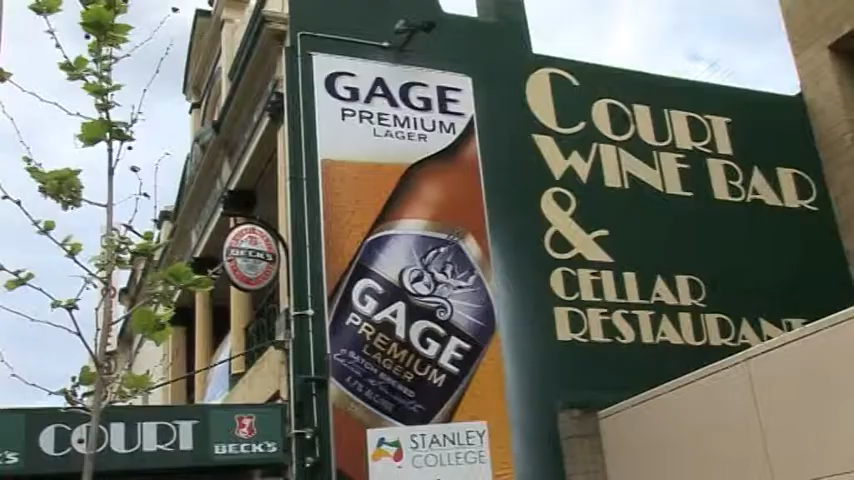 GAGE
PREMIUM
LAGER
COURT
WINE BAR
&
CELLAR
RESTAURANT
BECK'S
GAGE
PREMIUM
LAGER
STANLEY
COLLEGE
COURT
BECK'S